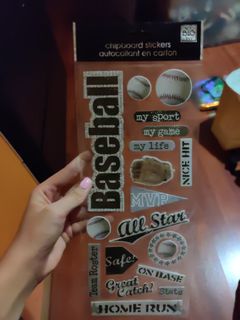 chipboard stickers
autocollant en carton
Baseball
my sport
my game
my life
NICE HIT
MVP
All Star
Team Roster
Safe!
ON BASE
Great Catch!
Stats
HOME RUN